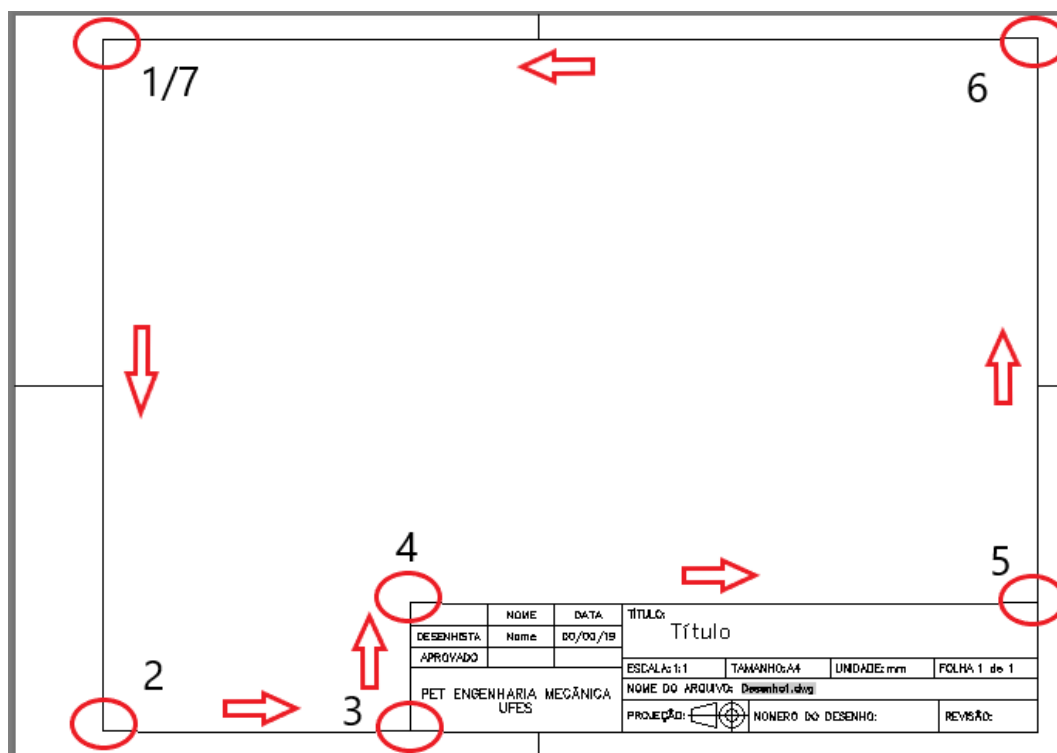 1/7
6
4
5
2
3
NOME DATA
DESENHISTA Nome 00/00/19
APROVADO
PET ENGENHARIA MECÂNICA
UFES
TÍTULO:
Título
ESCALA:1:1 TAMANHO:A4 UNIDADE:mm FOLHA 1 de 1
NOME DO ARQUIVO: Desenho1.dwg
PROJEÇÃO: NÚMERO DO DESENHO: REVISÃO: